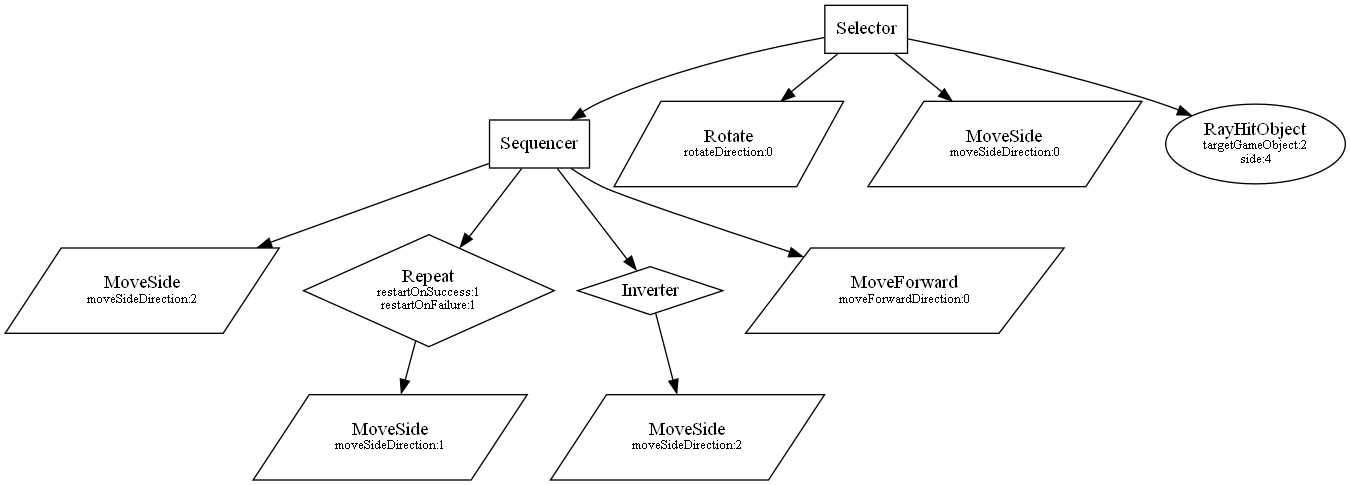 Selector
Sequencer
Rotate
rotateDirection:0
MoveSide
moveSideDirection:0
RayHitObject
targetGameObject:2
side:4
MoveSide
moveSideDirection:2
Repeat
restartOnSuccess:1
restartOnFailure:1
Inverter
MoveForward
moveForwardDirection:0
MoveSide
moveSideDirection:1
MoveSide
moveSideDirection:2